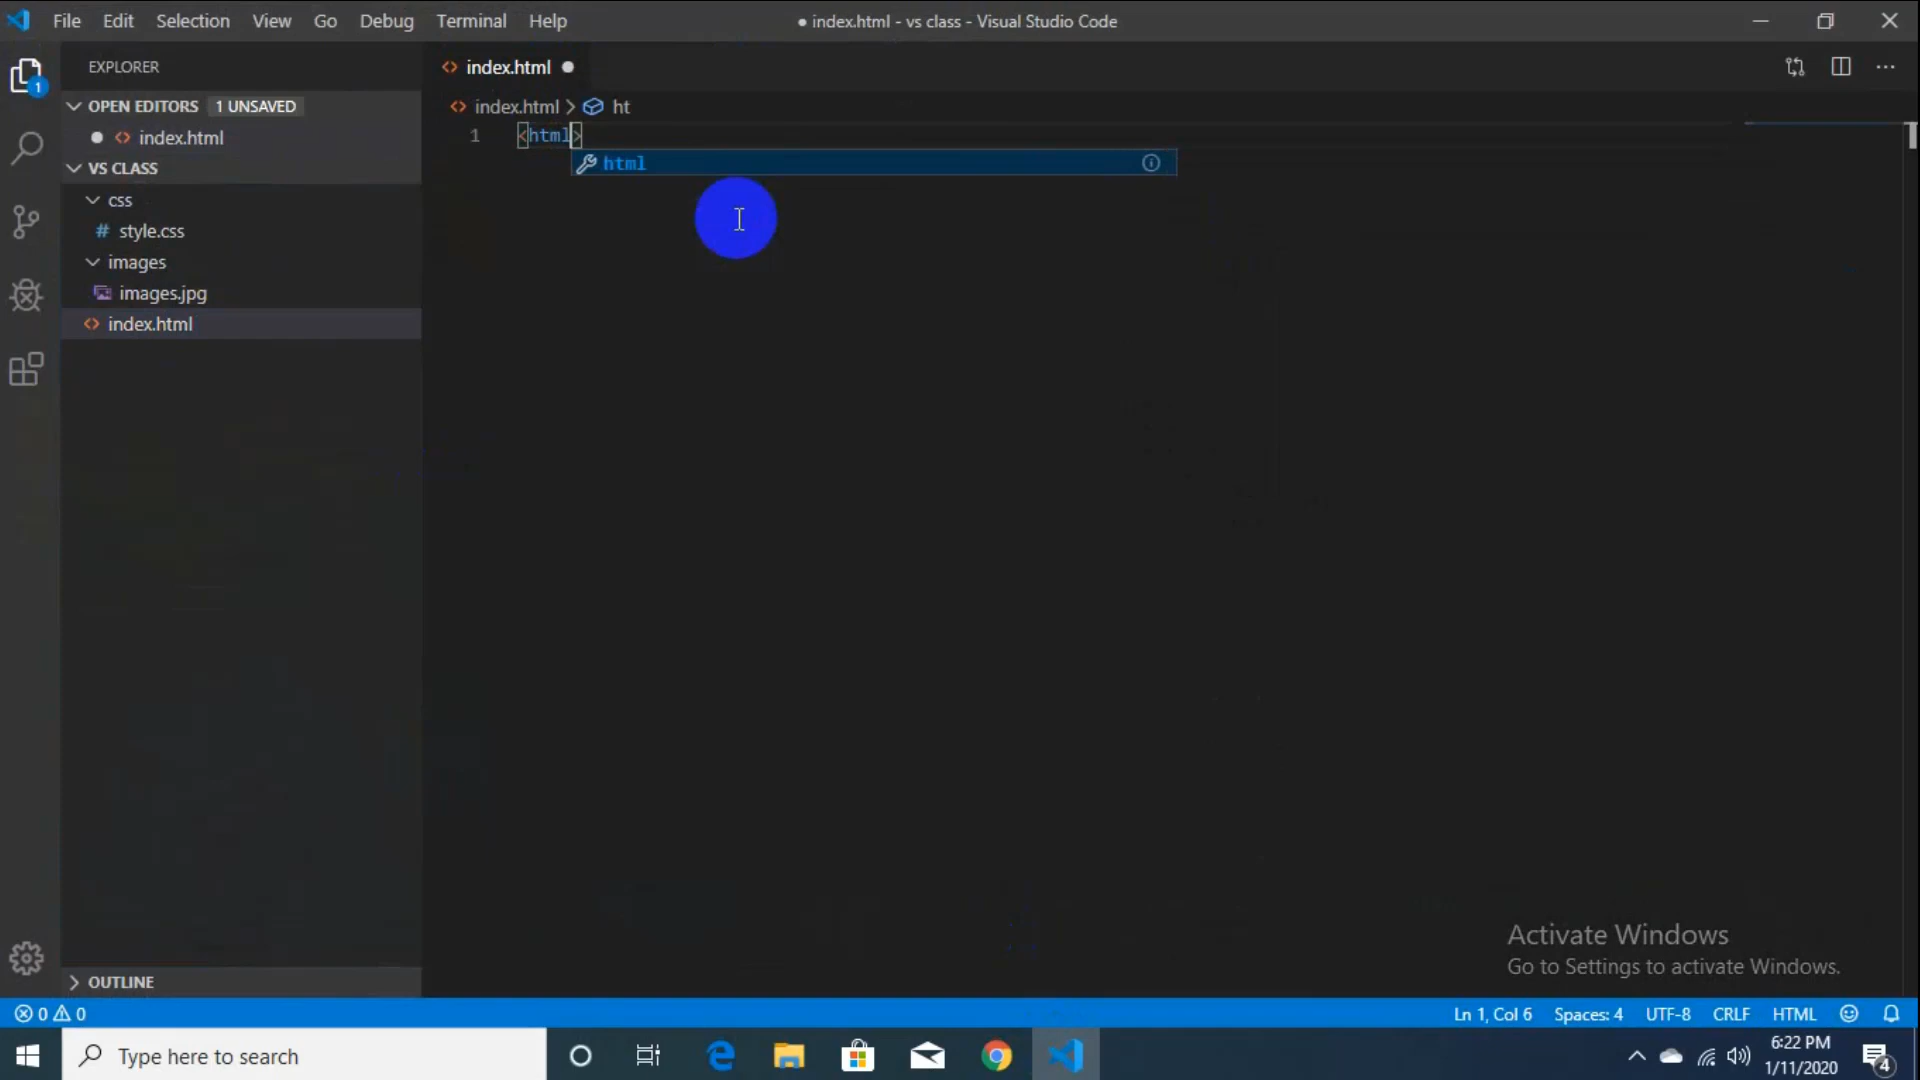 File Edit Selection View Go Debug Terminal Help
● index.html - vs class - Visual Studio Code
EXPLORER
OPEN EDITORS 1 UNSAVED
● <> index.html
VS CLASS
css
# style.css
images
images.jpg
<> index.html
OUTLINE
<> index.html ●
<> index.html > ht
1 <html>
html
Activate Windows
Go to Settings to activate Windows.
1
0 0
Ln 1, Col 6 Spaces: 4 UTF-8 CRLF HTML
Type here to search
6:22 PM
1/11/2020
4